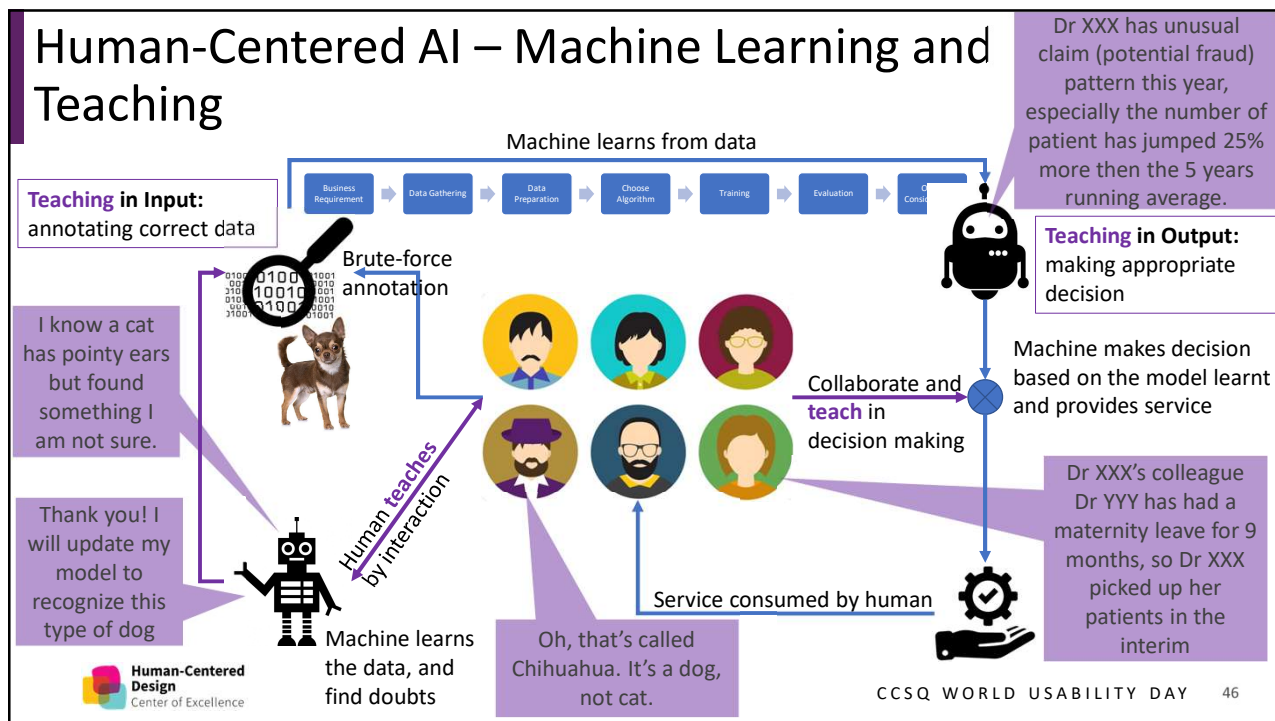 Human-Centered AI – Machine Learning and
Teaching
Dr XXX has unusual
claim (potential fraud)
pattern this year,
especially the number of
patient has jumped 25%
more then the 5 years
running average.
Machine learns from data
Business
Requirement
Data Gathering
Data
Preparation
Choose
Algorithm
Training
Evaluation
Teaching in Input:
annotating correct data
Teaching in Output:
making appropriate
decision
Brute-force
annotation
I know a cat
has pointy ears
but found
something I
am not sure.
Machine makes decision
based on the model learnt
and provides service
Collaborate and
teach in
decision making
Human teaches
by interaction
Thank you! I
will update my
model to
recognize this
type of dog
Dr XXX’s colleague
Dr YYY has had a
maternity leave for 9
months, so Dr XXX
picked up her
patients in the
interim
Service consumed by human
Machine learns
the data, and
find doubts
Oh, that’s called
Chihuahua. It’s a dog,
not cat.
Human-Centered
Design
Center of Excellence
CCSQ WORLD USABILITY DAY 46